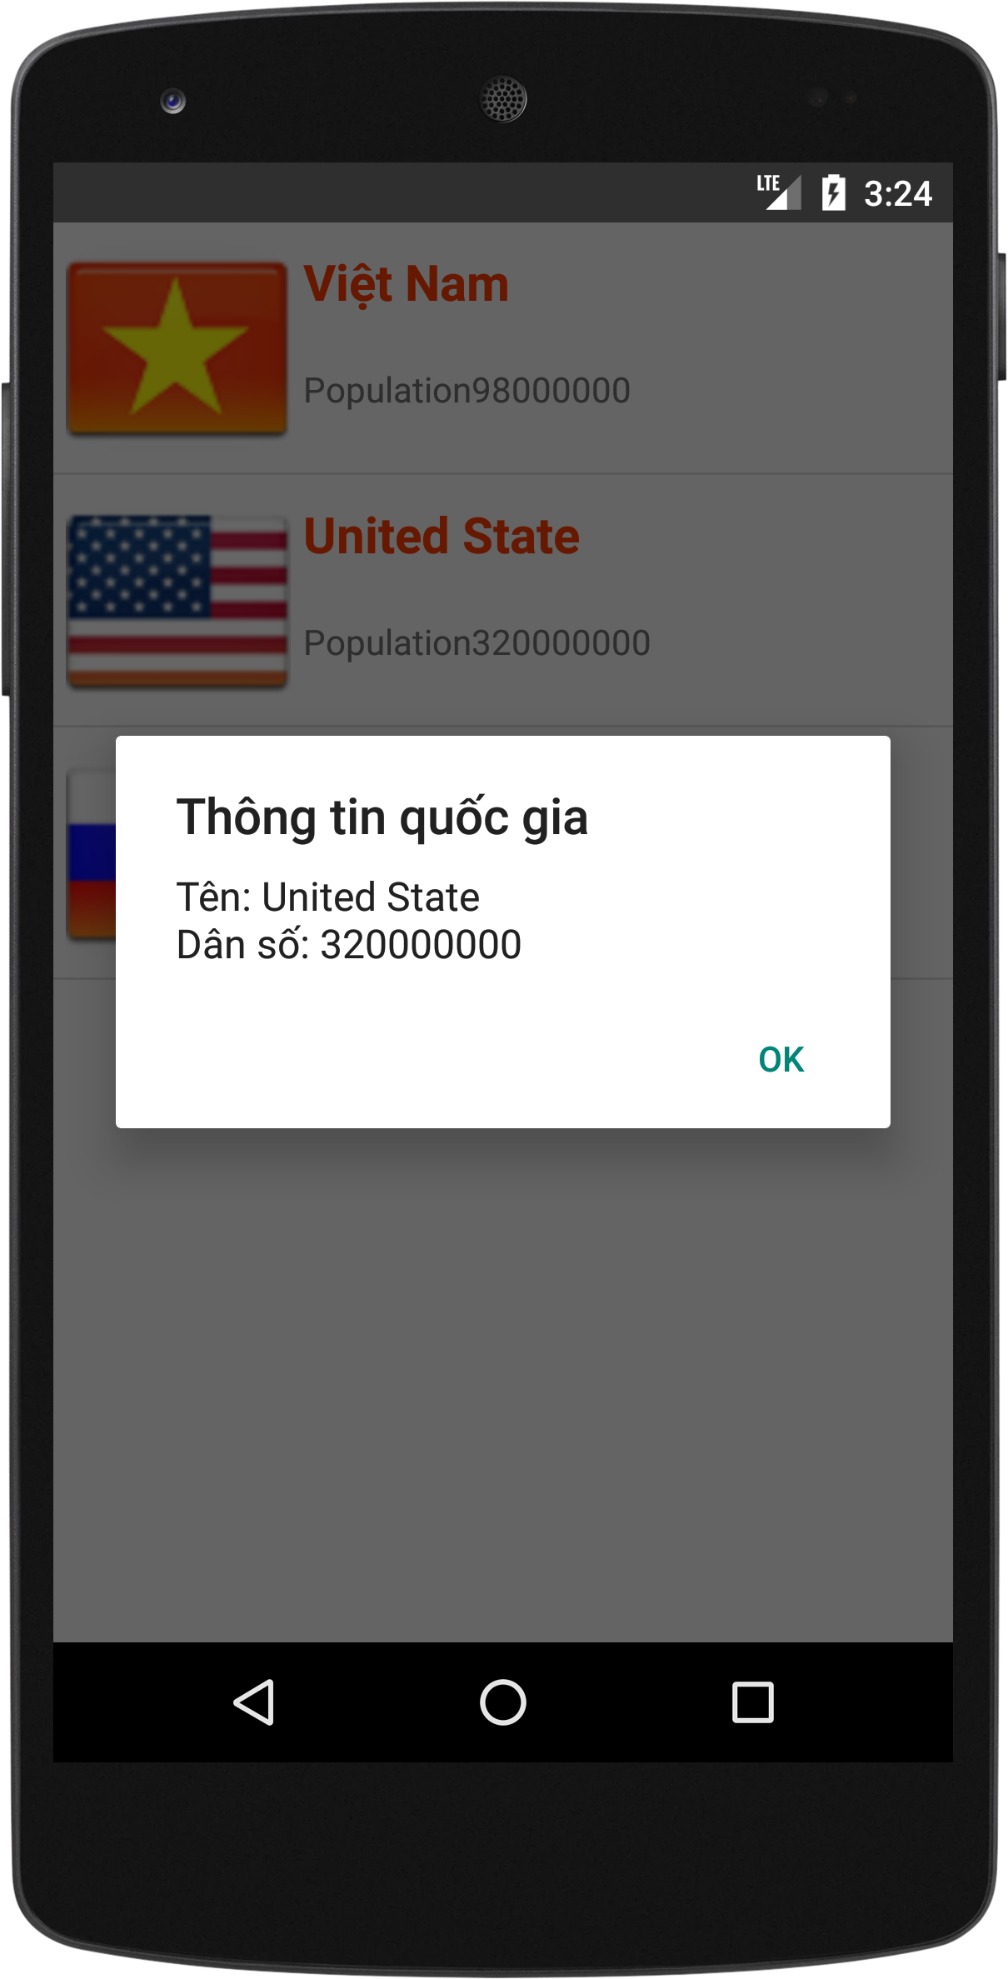 LTE 3:24
Việt Nam
Population98000000
United State
Population320000000
Thông tin quốc gia
Tên: United State
Dân số: 320000000
OK